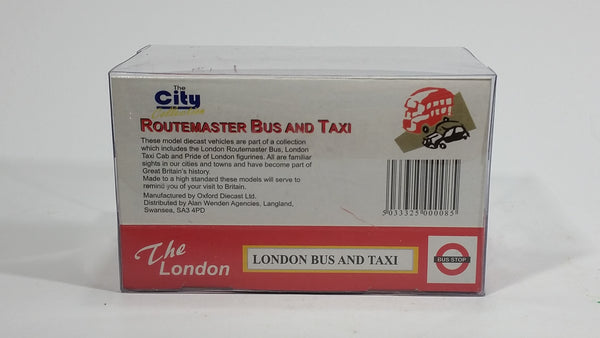 The
City
Collection
ROUTEMASTER BUS AND TAXI
These model diecast vehicles are part of a collection
which includes the London Routemaster Bus, London
Taxi Cab and Pride of London figurines. All are familiar
sights in our cities and towns and have become part of
Great Britain's history.
Made to a high standard these models will serve to
remind you of your visit to Britain.
Manufactured by Oxford Diecast Ltd.
Distributed by Alan Wenden Agencies, Langland,
Swansea, SA3 4PD
5 033325 000085
The
London
LONDON BUS AND TAXI
BUS STOP